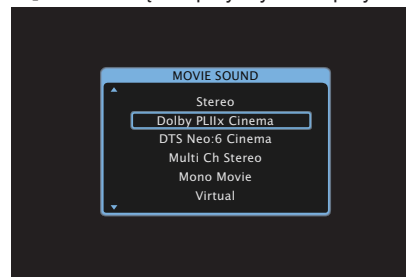 MOVIE SOUND
Stereo
Dolby PLIIx Cinema
DTS Neo:6 Cinema
Multi Ch Stereo
Mono Movie
Virtual